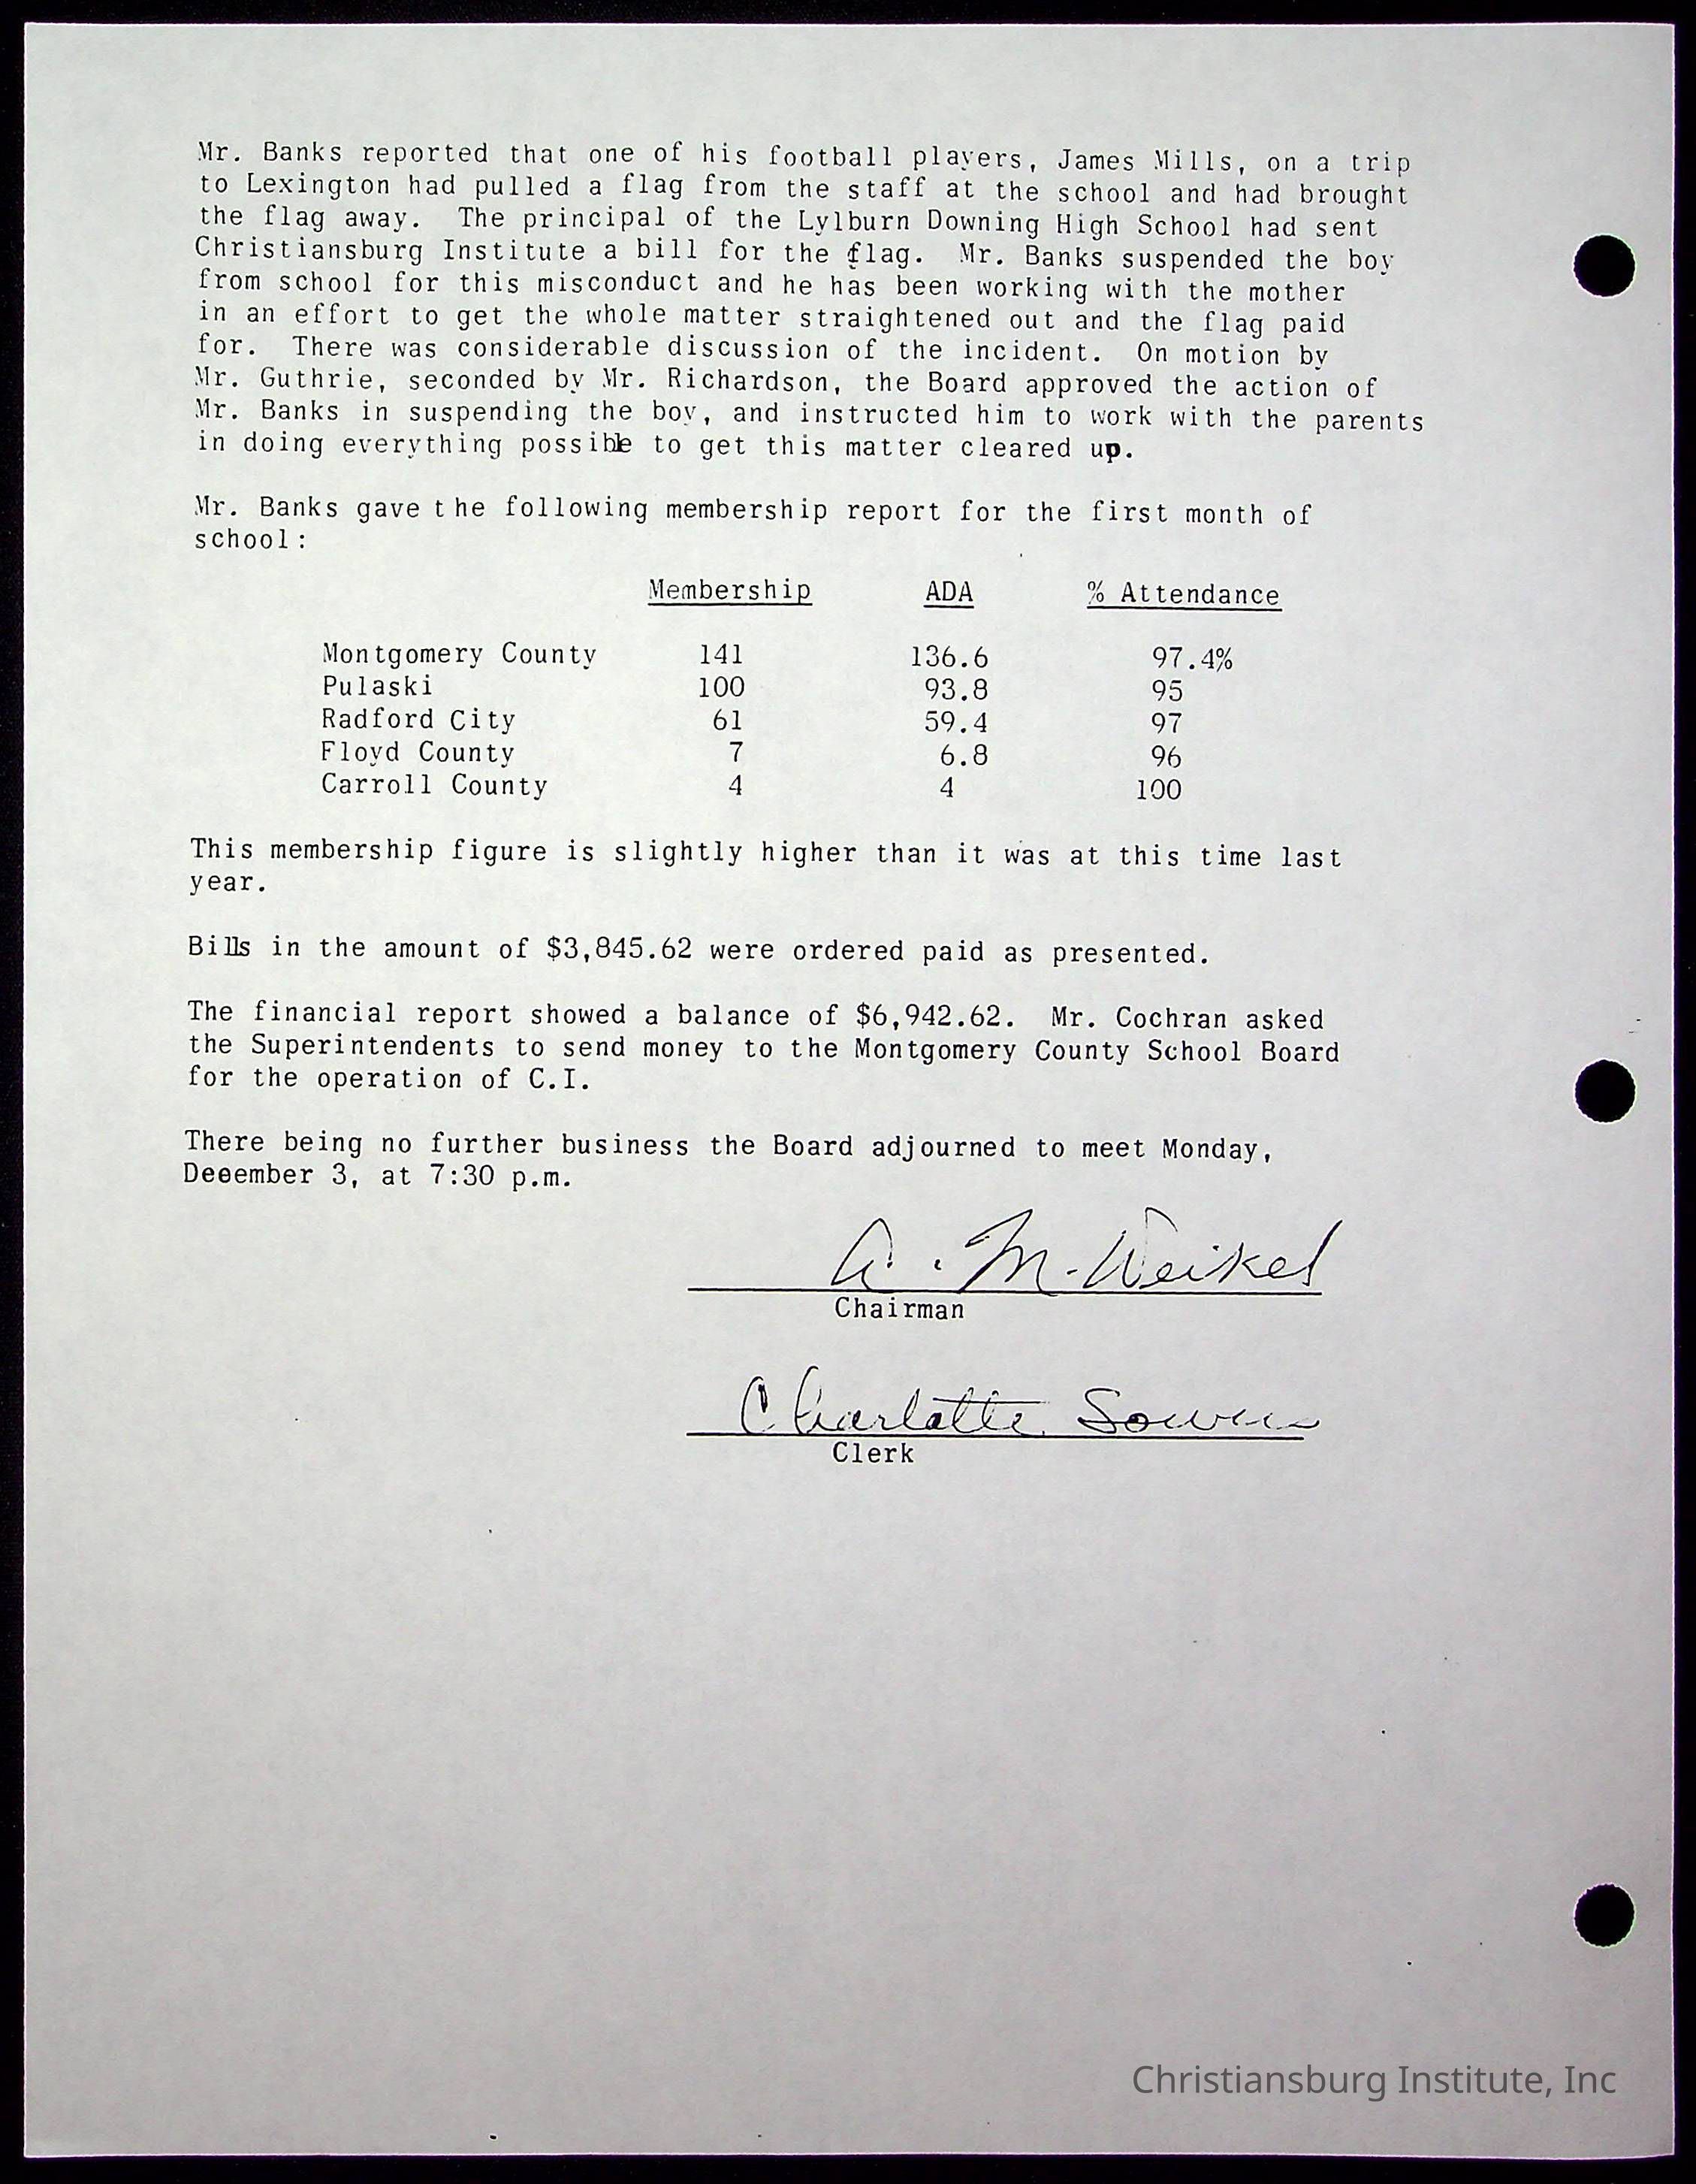 Mr. Banks reported that one of his football players, James Mills, on a trip
to Lexington had pulled a flag from the staff at the school and had brought
the flag away. The principal of the Lylburn Downing High School had sent
Christiansburg Institute a bill for the flag. Mr. Banks suspended the boy
from school for this misconduct and he has been working with the mother
in an effort to get the whole matter straightened out and the flag paid
for. There was considerable discussion of the incident. On motion by
Mr. Guthrie, seconded by Mr. Richardson, the Board approved the action of
Mr. Banks in suspending the boy, and instructed him to work with the parents
in doing everything possible to get this matter cleared up.
Mr. Banks gave the following membership report for the first month of
school:
Membership ADA % Attendance
Montgomery County 141 136.6 97.4%
Pulaski 100 93.8 95
Radford City 61 59.4 97
Floyd County 7 6.8 96
Carroll County 4 4 100
This membership figure is slightly higher than it was at this time last
year.
Bills in the amount of $3,845.62 were ordered paid as presented.
The financial report showed a balance of $6,942.62. Mr. Cochran asked
the Superintendents to send money to the Montgomery County School Board
for the operation of C.I.
There being no further business the Board adjourned to meet Monday,
Deeember 3, at 7:30 p.m.
A. M. Weikel
Chairman
Charlotte Sowers
Clerk
Christiansburg Institute, Inc